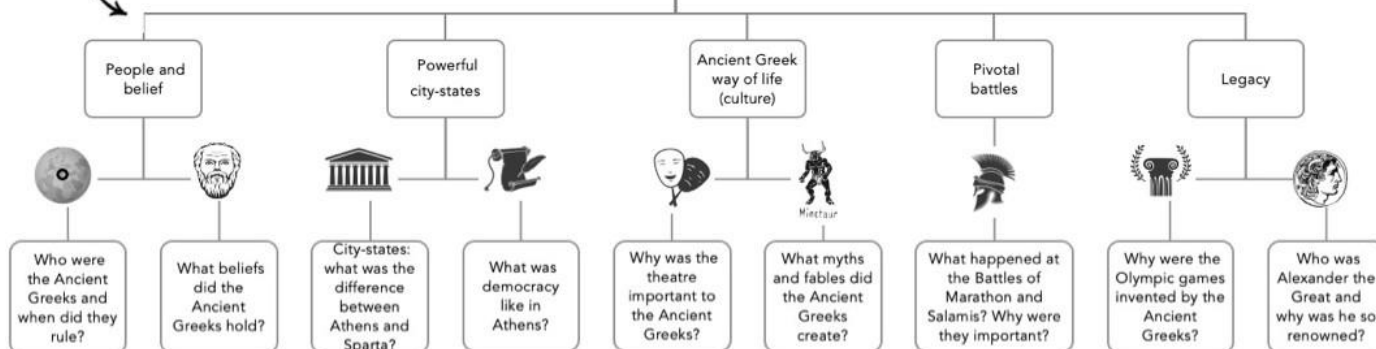 People and
belief
Powerful
city-states
Ancient Greek
way of life
(culture)
Pivotal
battles
Legacy
Minotaur
Who were
the Ancient
Greeks and
when did they
rule?
What beliefs
did the
Ancient
Greeks hold?
City-states:
what was the
difference
between
Athens and
Sparta?
What was
democracy
like in
Athens?
Why was the
theatre
important to
the Ancient
Greeks?
What myths
and fables did
the Ancient
Greeks
create?
What happened at
the Battles of
Marathon and
Salamis? Why were
they important?
Why were the
Olympic games
invented by the
Ancient
Greeks?
Who was
Alexander the
Great and
why was he so
renowned?